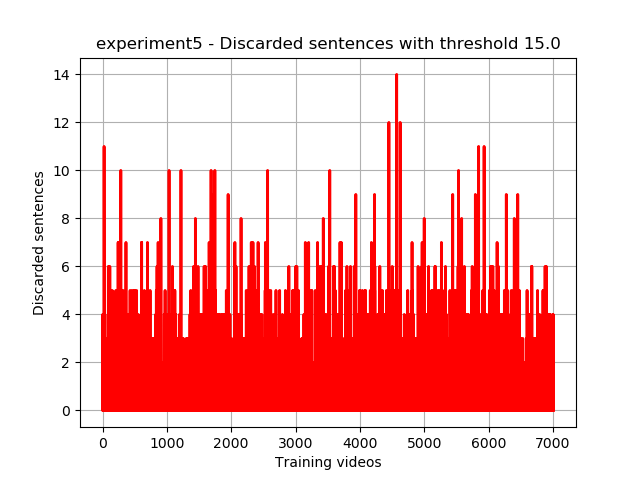 experiment5 - Discarded sentences with threshold 15.0
14
12
10
8
6
4
2
0
Discarded sentences
0 1000 2000 3000 4000 5000 6000 7000
Training videos